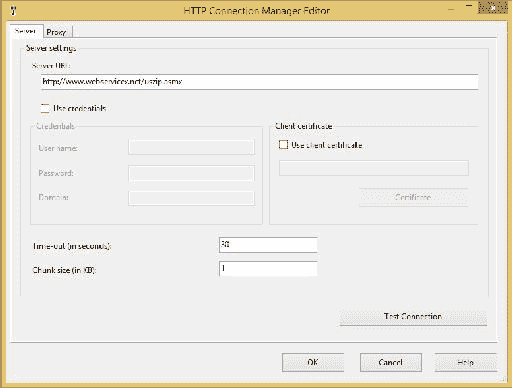 HTTP Connection Manager Editor
Server Proxy
Server settings
Server URL:
http://www.webservicex.net/uszip.asmx
Use credentials
Credentials
User name:
Password:
Domain:
Client certificate
Use client certificate
Certificate
Time-out (in seconds):
30
Chunk size (in KB):
1
Test Connection
OK
Cancel
Help